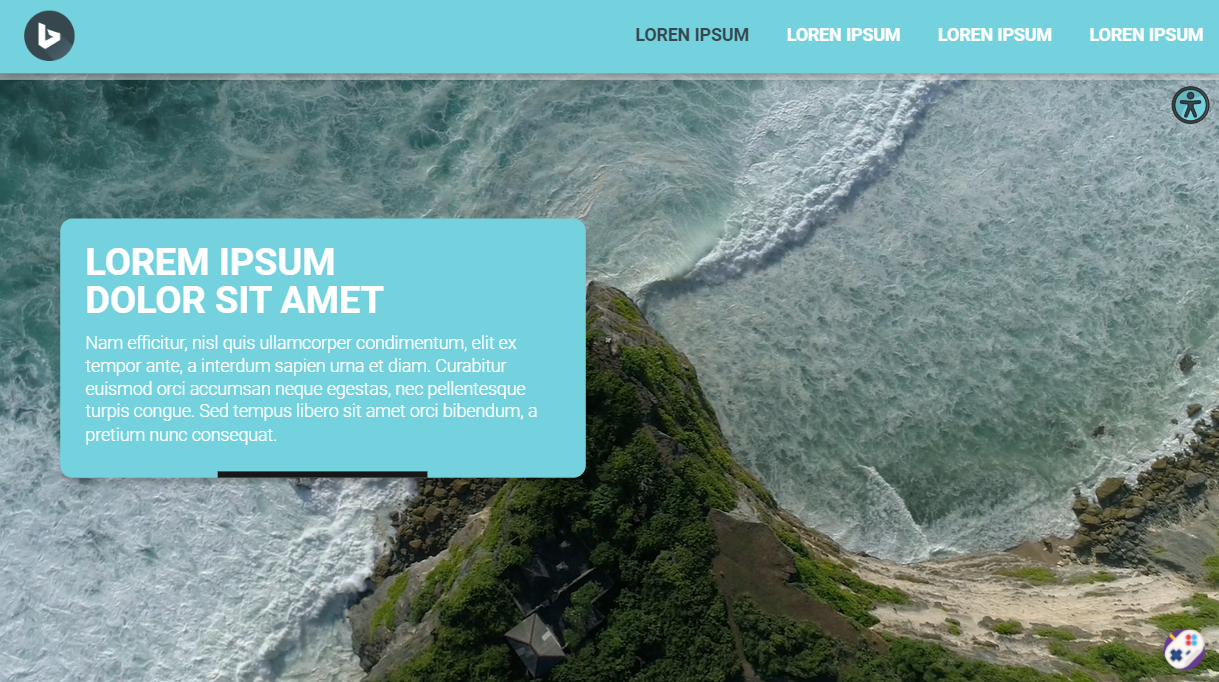 LOREN IPSUM
LOREN IPSUM
LOREN IPSUM
LOREN IPSUM
LOREM IPSUM
DOLOR SIT AMET
Nam efficitur, nisl quis ullamcorper condimentum, elit ex
tempor ante, a interdum sapien urna et diam. Curabitur
euismod orci accumsan neque egestas, nec pellentesque
turpis congue. Sed tempus libero sit amet orci bibendum, a
pretium nunc consequat.